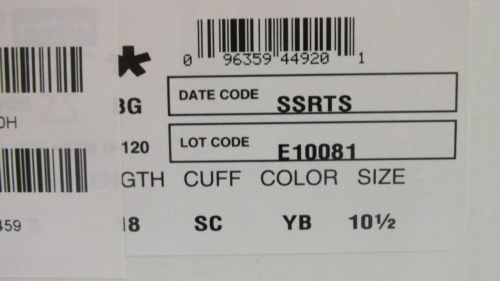 0 96359 44920 1
*
DATE CODE SSRTS
0H
-120
LOT CODE E10081
GTH CUFF COLOR SIZE
459
18 SC YB 10½